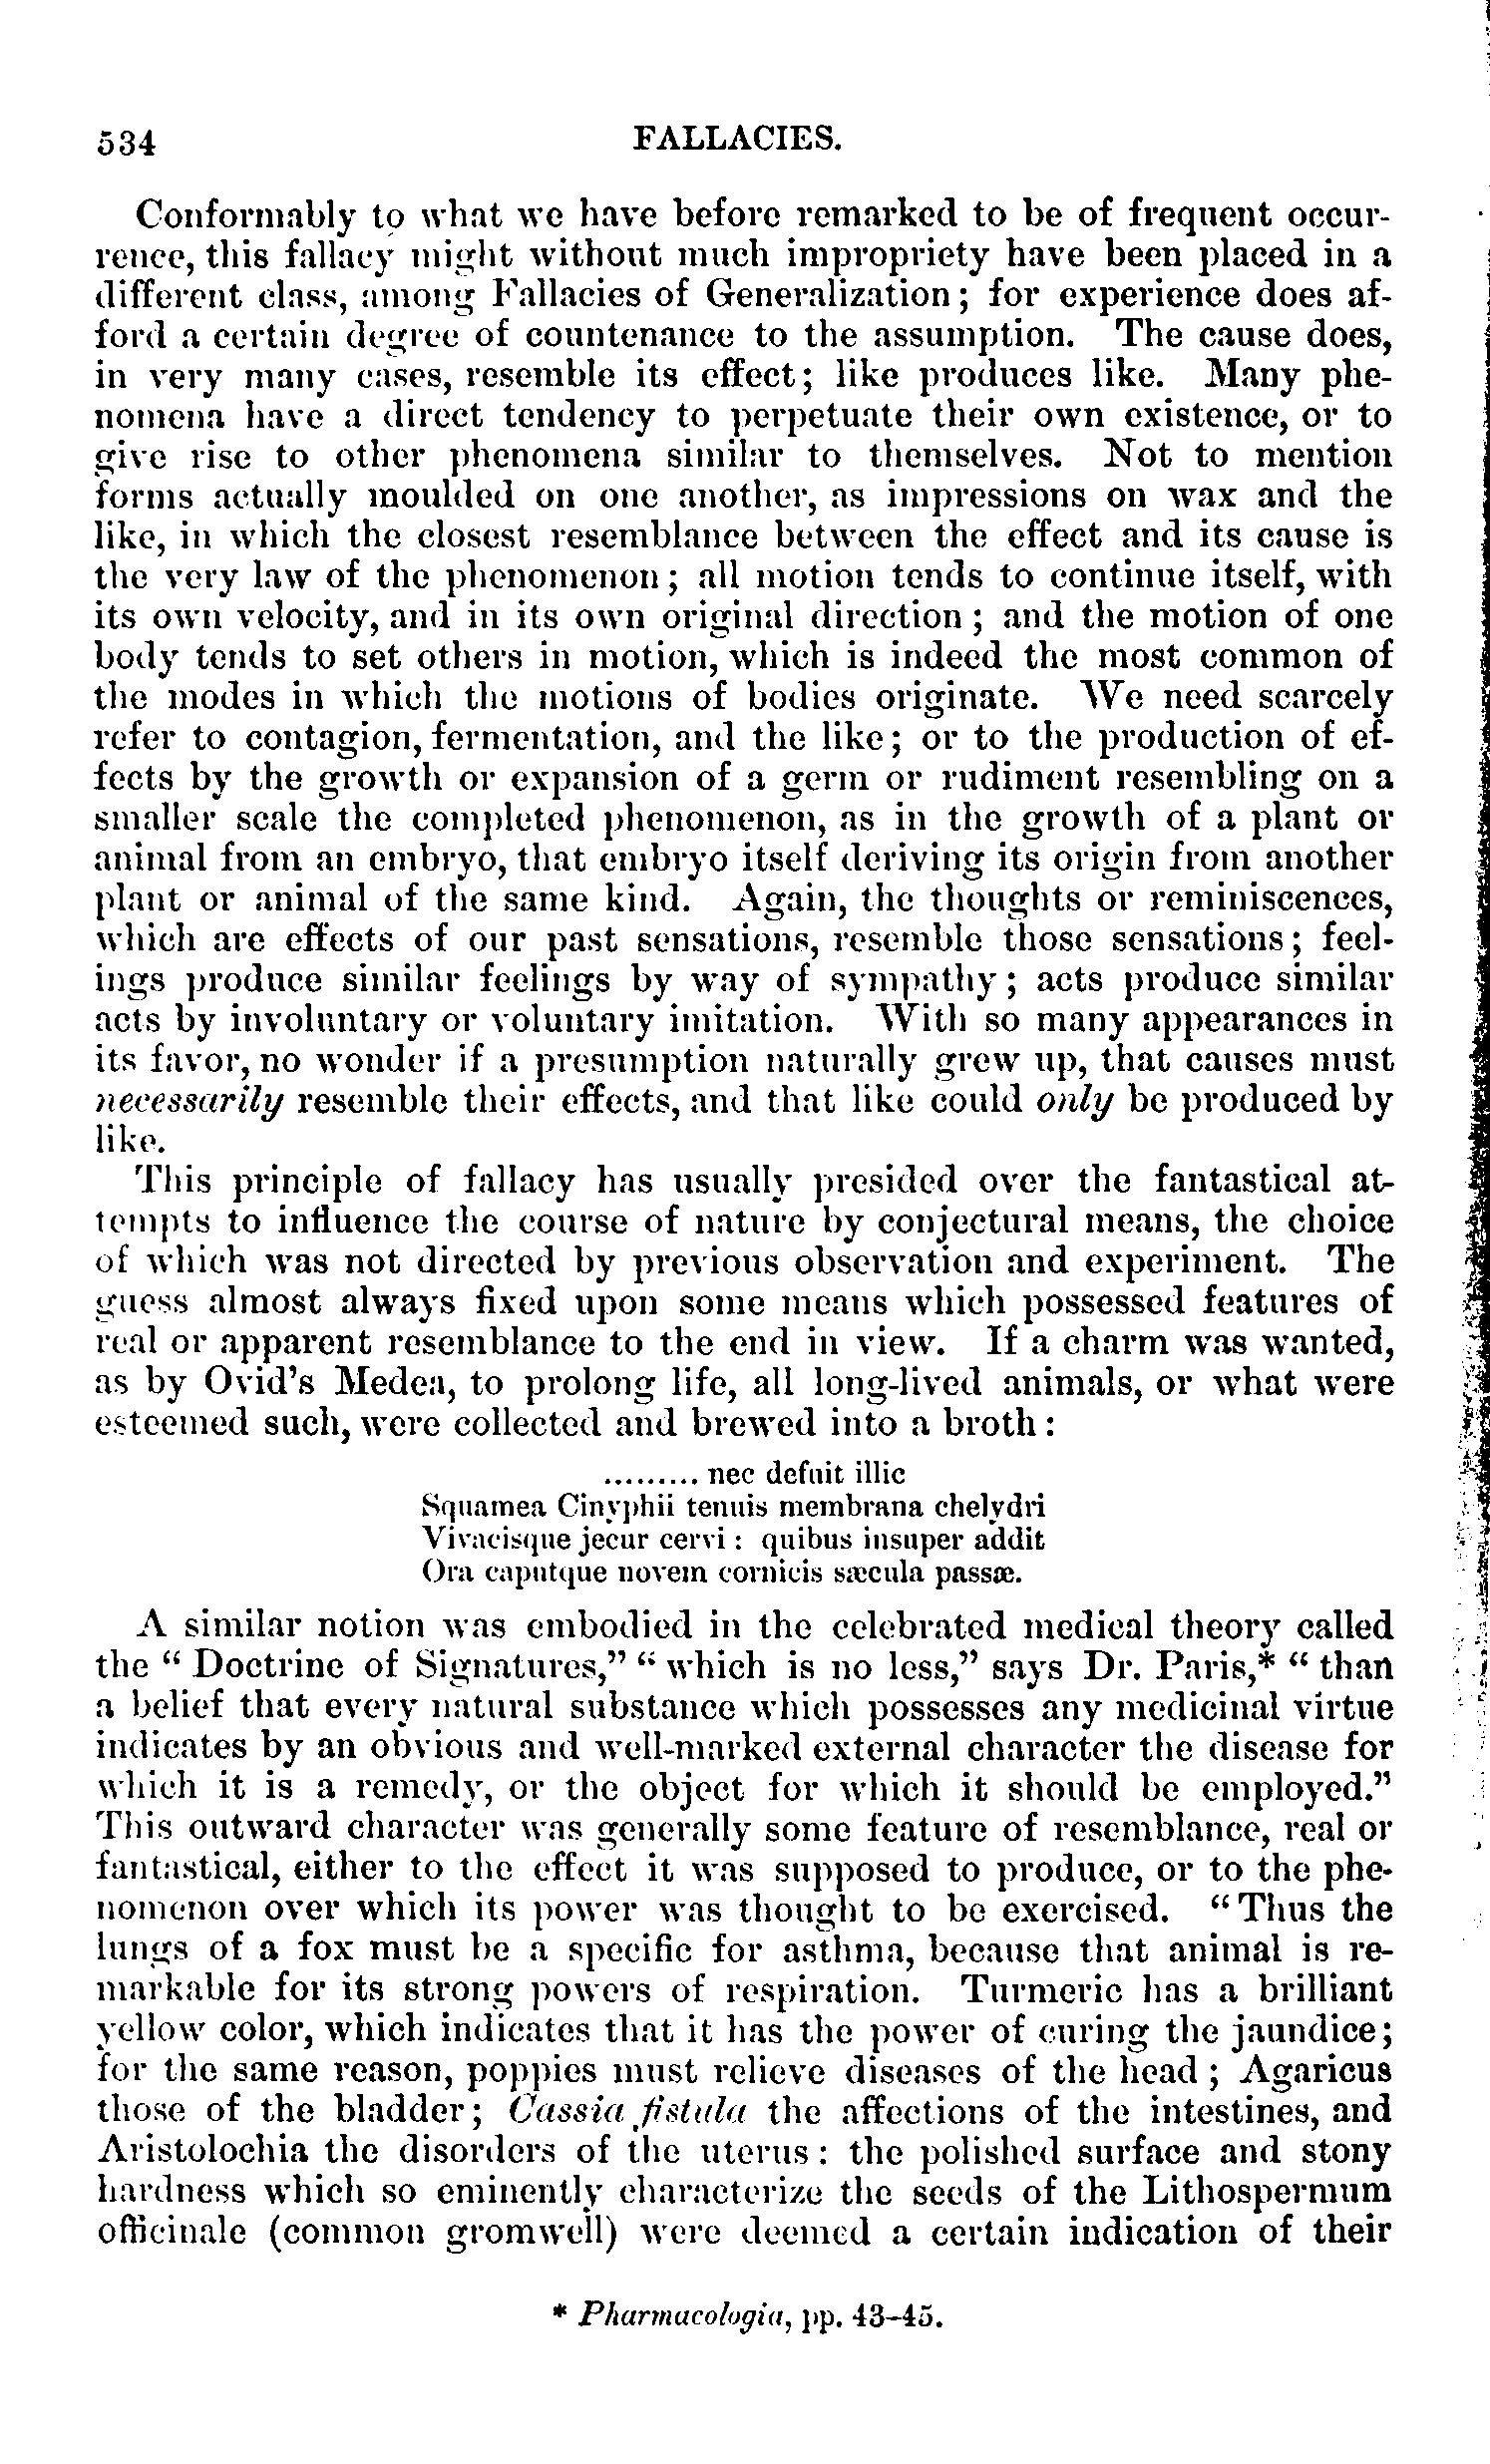 534 FALLACIES.
Conformably to what we have before remarked to be of frequent occur-
rence, this fallacy might without much impropriety have been placed in a
different class, among Fallacies of Generalization; for experience does af-
ford a certain degree of countenance to the assumption. The cause does,
in very many cases, resemble its effect; like produces like. Many phe-
nomena have a direct tendency to perpetuate their own existence, or to
give rise to other phenomena similar to themselves. Not to mention
forms actually moulded on one another, as impressions on wax and the
like, in which the closest resemblance between the effect and its cause is
the very law of the phenomenon; all motion tends to continue itself, with
its own velocity, and in its own original direction; and the motion of one
body tends to set others in motion, which is indeed the most common of
the modes in which the motions of bodies originate. We need scarcely
refer to contagion, fermentation, and the like; or to the production of ef-
fects by the growth or expansion of a germ or rudiment resembling on a
smaller scale the completed phenomenon, as in the growth of a plant or
animal from an embryo, that embryo itself deriving its origin from another
plant or animal of the same kind. Again, the thoughts or reminiscences,
which are effects of our past sensations, resemble those sensations; feel-
ings produce similar feelings by way of sympathy; acts produce similar
acts by involuntary or voluntary imitation. With so many appearances in
its favor, no wonder if a presumption naturally grew up, that causes must
necessarily resemble their effects, and that like could only be produced by
like.
This principle of fallacy has usually presided over the fantastical at-
tempts to influence the course of nature by conjectural means, the choice
of which was not directed by previous observation and experiment. The
guess almost always fixed upon some means which possessed features of
real or apparent resemblance to the end in view. If a charm was wanted,
as by Ovid's Medea, to prolong life, all long-lived animals, or what were
esteemed such, were collected and brewed into a broth:
......... nec defuit illic
Squamea Cinyphii tenuis membrana chelydri
Vivacisque jecur cervi: quibus insuper addit
Ora caputque novem cornicis sæcula passæ.
A similar notion was embodied in the celebrated medical theory called
the "Doctrine of Signatures," "which is no less," says Dr. Paris,* "than
a belief that every natural substance which possesses any medicinal virtue
indicates by an obvious and well-marked external character the disease for
which it is a remedy, or the object for which it should be employed."
This outward character was generally some feature of resemblance, real or
fantastical, either to the effect it was supposed to produce, or to the phe-
nomenon over which its power was thought to be exercised. "Thus the
lungs of a fox must be a specific for asthma, because that animal is re-
markable for its strong powers of respiration. Turmeric has a brilliant
yellow color, which indicates that it has the power of curing the jaundice;
for the same reason, poppies must relieve diseases of the head; Agaricus
those of the bladder; Cassia fistula the affections of the intestines, and
Aristolochia the disorders of the uterus: the polished surface and stony
hardness which so eminently characterize the seeds of the Lithospermum
officinale (common gromwell) were deemed a certain indication of their
* Pharmacologia, pp. 43-45.